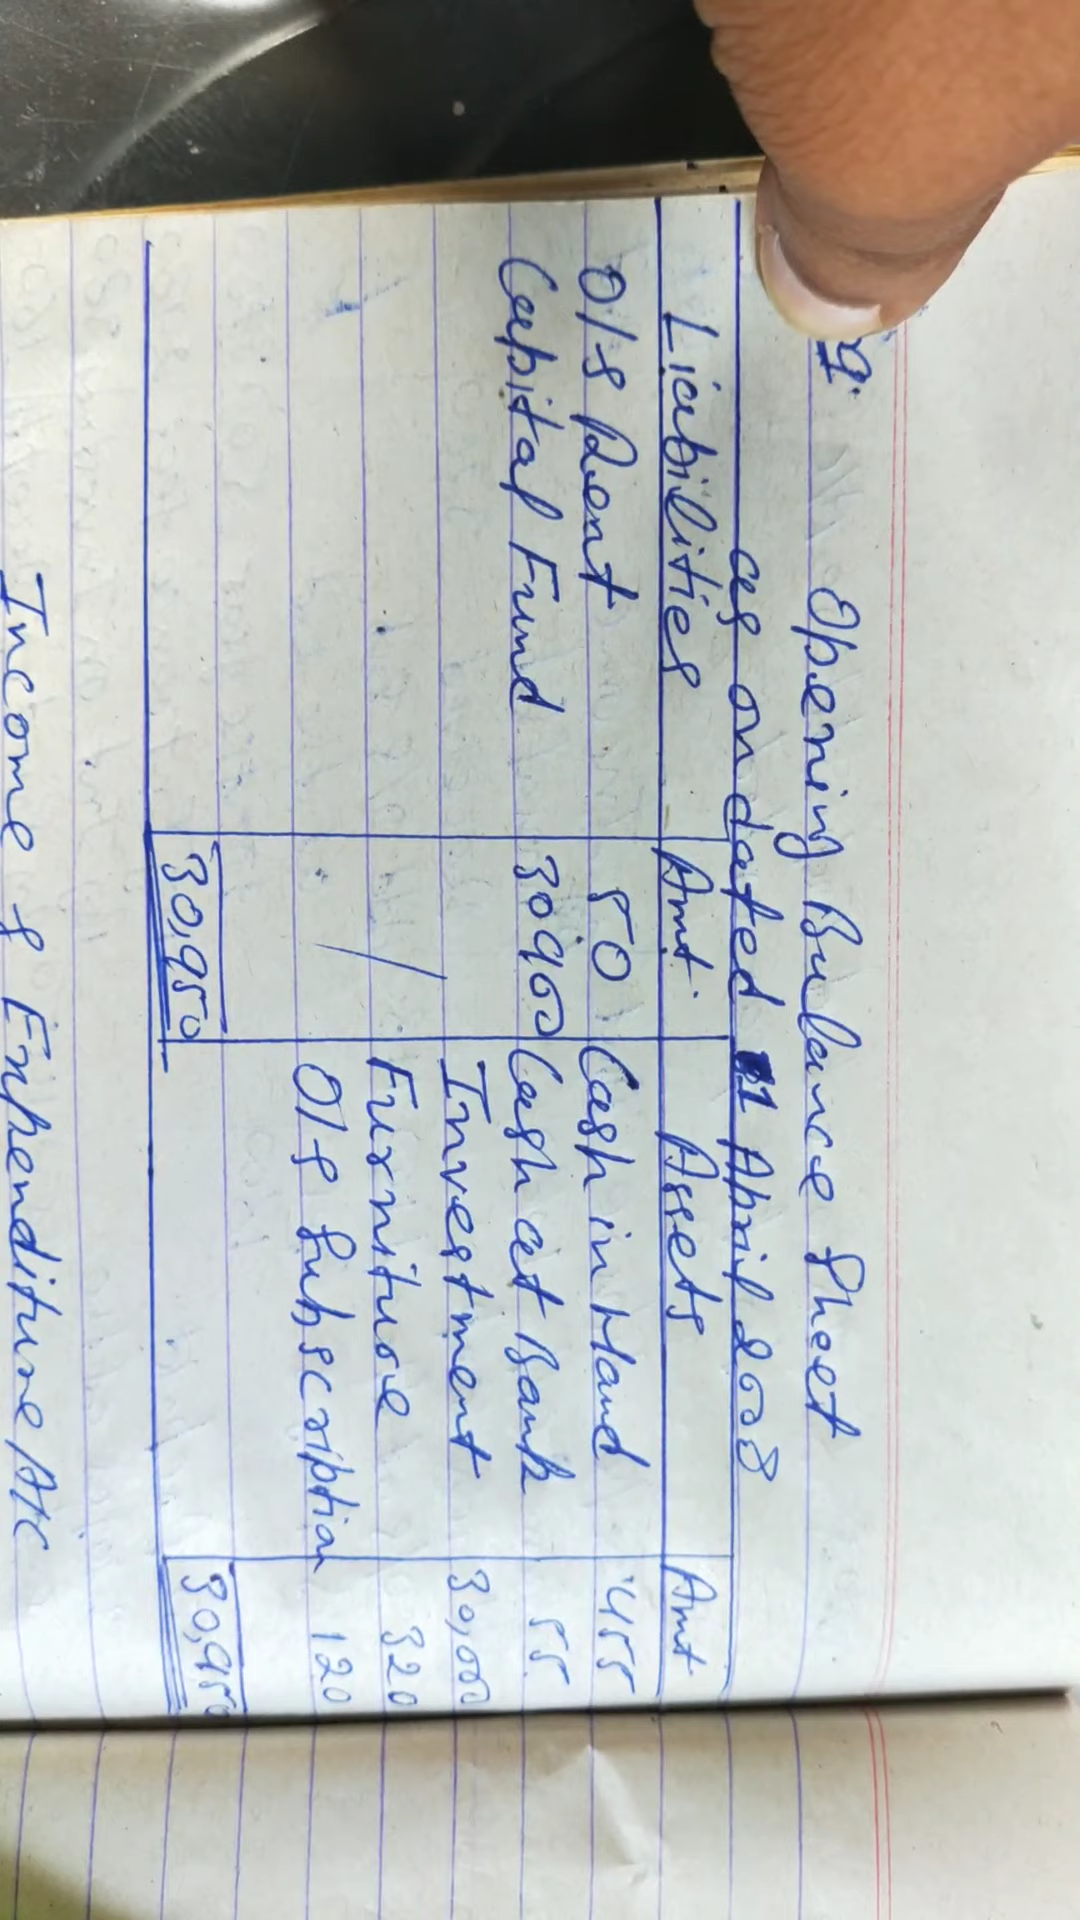 9.
Opening Balance Sheet
as on dated 1 April 2008
Liabilities Amt. Assets Amt
O/S Rent 50 Cash in Hand 455
Capital Fund 30900 Cash at Bank 55
Investment 30,000
Furniture 320
O/S Subscription 120
30,950 30,950
Income & Expenditure A/c